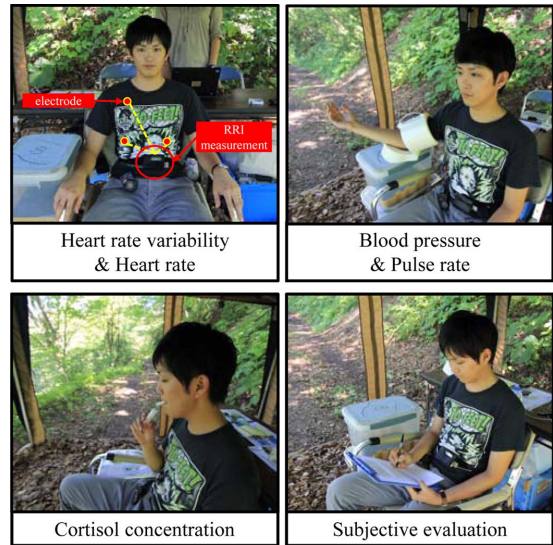 electrode
RRI
measurement
Heart rate variability
& Heart rate
Blood pressure
& Pulse rate
Cortisol concentration
Subjective evaluation